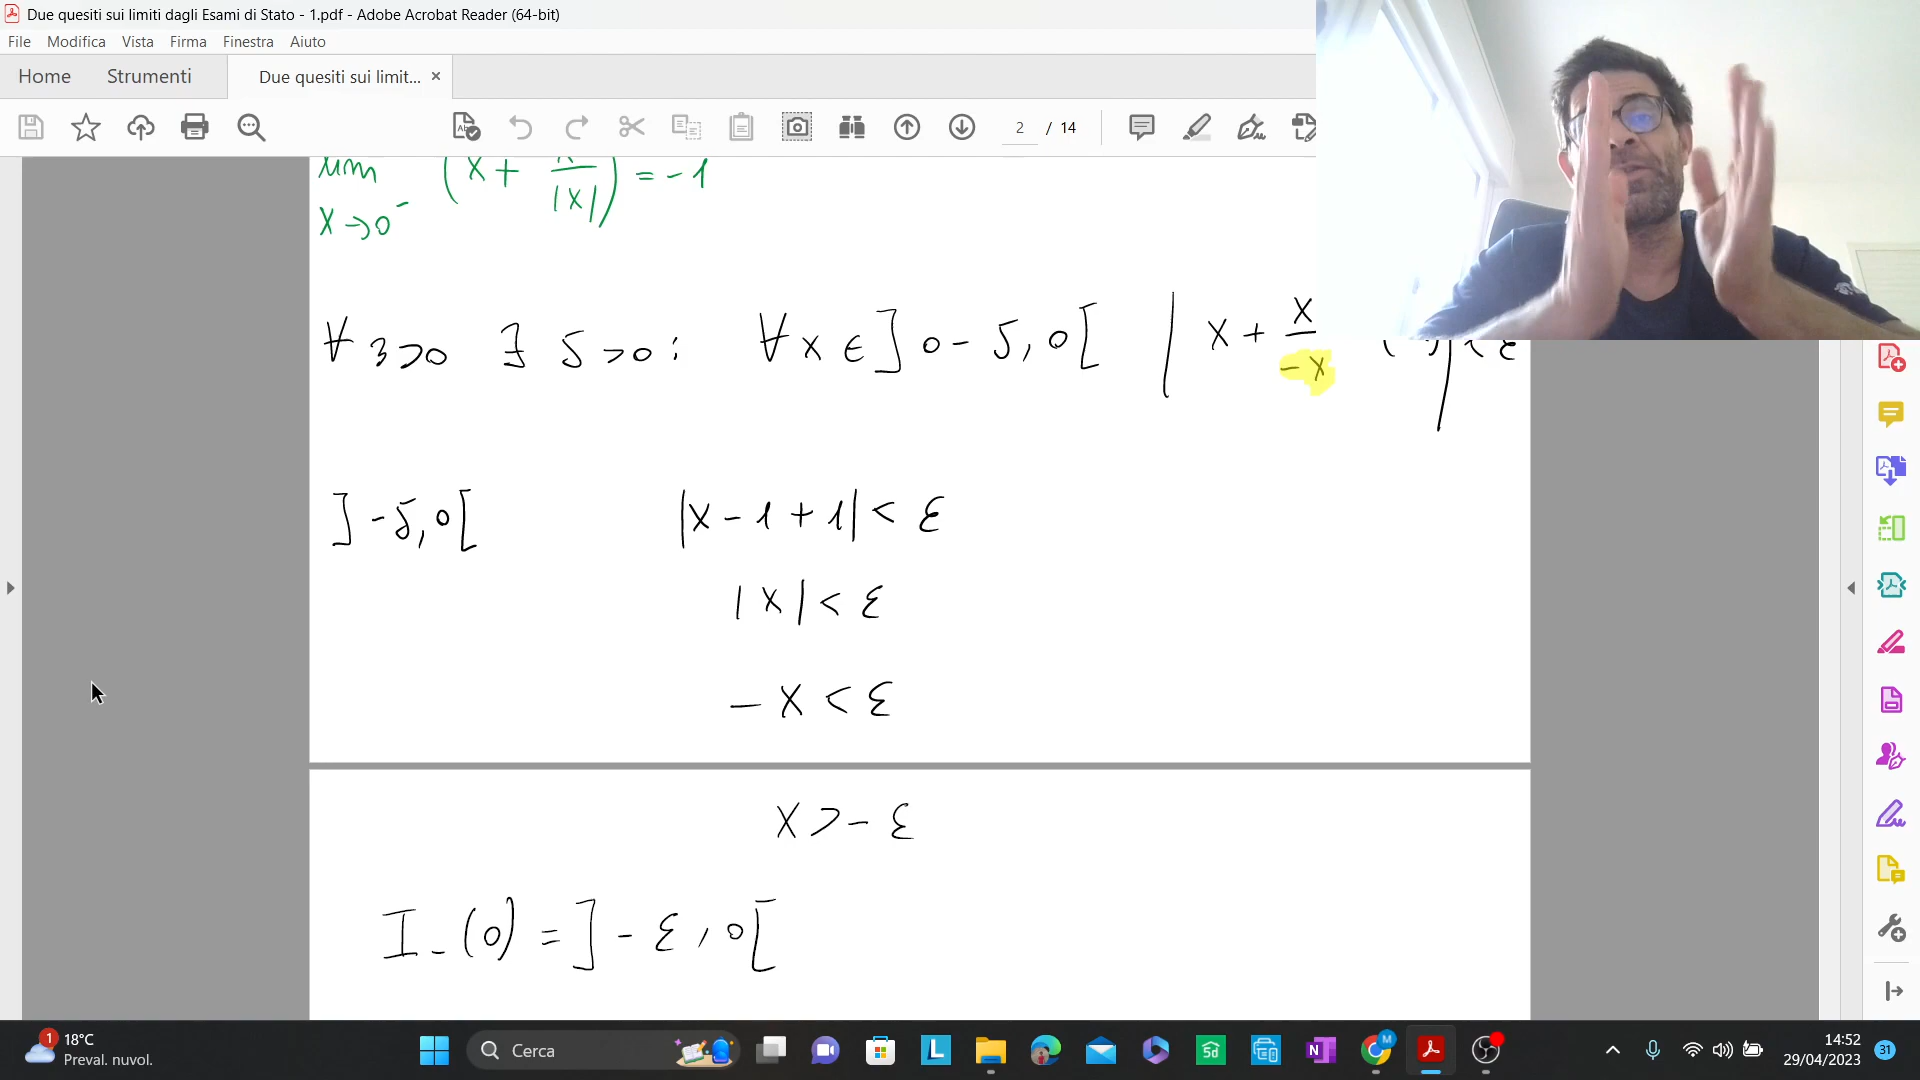 Due quesiti sui limiti dagli Esami di Stato - 1.pdf - Adobe Acrobat Reader (64-bit)
File Modifica Vista Firma Finestra Aiuto
Home Strumenti Due quesiti sui limit... ×
2 / 14
lim (x + x/|x|) = -1
x→0⁻
∀ ε>0 ∃ δ>0 : ∀ x ∈ ]0-δ, 0[ | x + x/-x
| < ε
]-δ, 0[ |x-1+1| < ε
|x| < ε
-x < ε
x > -ε
I₋(0) = ]-ε, 0[
1 18°C
Preval. nuvol.
Cerca
14:52
29/04/2023
31